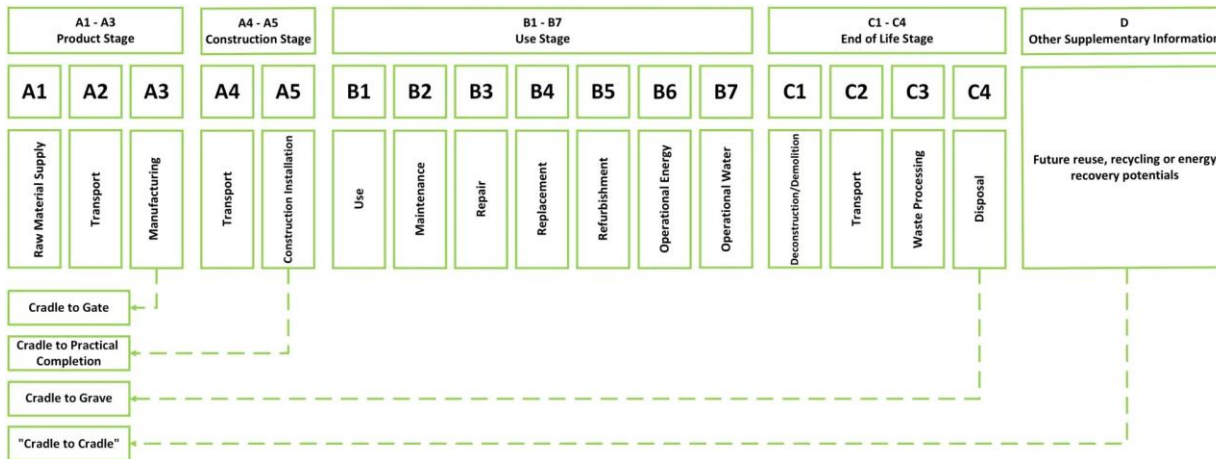 A1 - A3
Product Stage
A4 - A5
Construction Stage
B1 - B7
Use Stage
C1 - C4
End of Life Stage
D
Other Supplementary Information
A1
A2
A3
A4
A5
B1
B2
B3
B4
B5
B6
B7
C1
C2
C3
C4
Raw Material Supply
Transport
Manufacturing
Transport
Construction Installation
Use
Maintenance
Repair
Replacement
Refurbishment
Operational Energy
Operational Water
Deconstruction/Demolition
Transport
Waste Processing
Disposal
Future reuse, recycling or energy
recovery potentials
Cradle to Gate
Cradle to Practical
Completion
Cradle to Grave
"Cradle to Cradle"